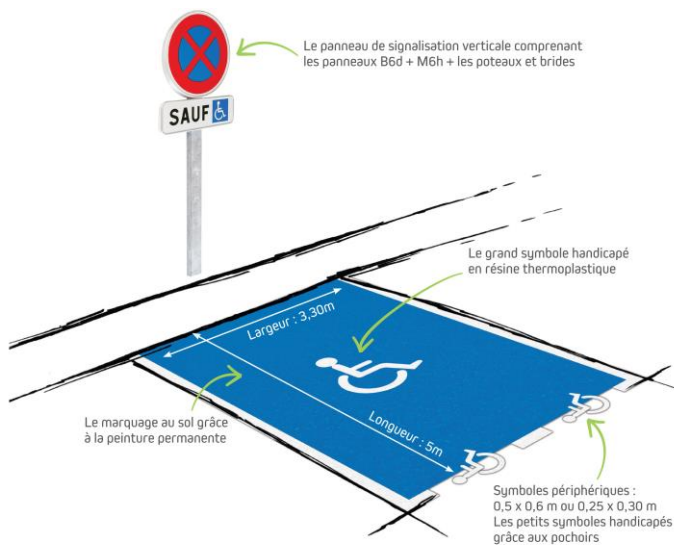 Le panneau de signalisation verticale comprenant
les panneaux B6d + M6h + les poteaux et brides
SAUF
Le grand symbole handicapé
en résine thermoplastique
Largeur : 3,30m
Longueur : 5m
Le marquage au sol grâce
à la peinture permanente
Symboles périphériques :
0,5 x 0,6 m ou 0,25 x 0,30 m
Les petits symboles handicapés
grâce aux pochoirs